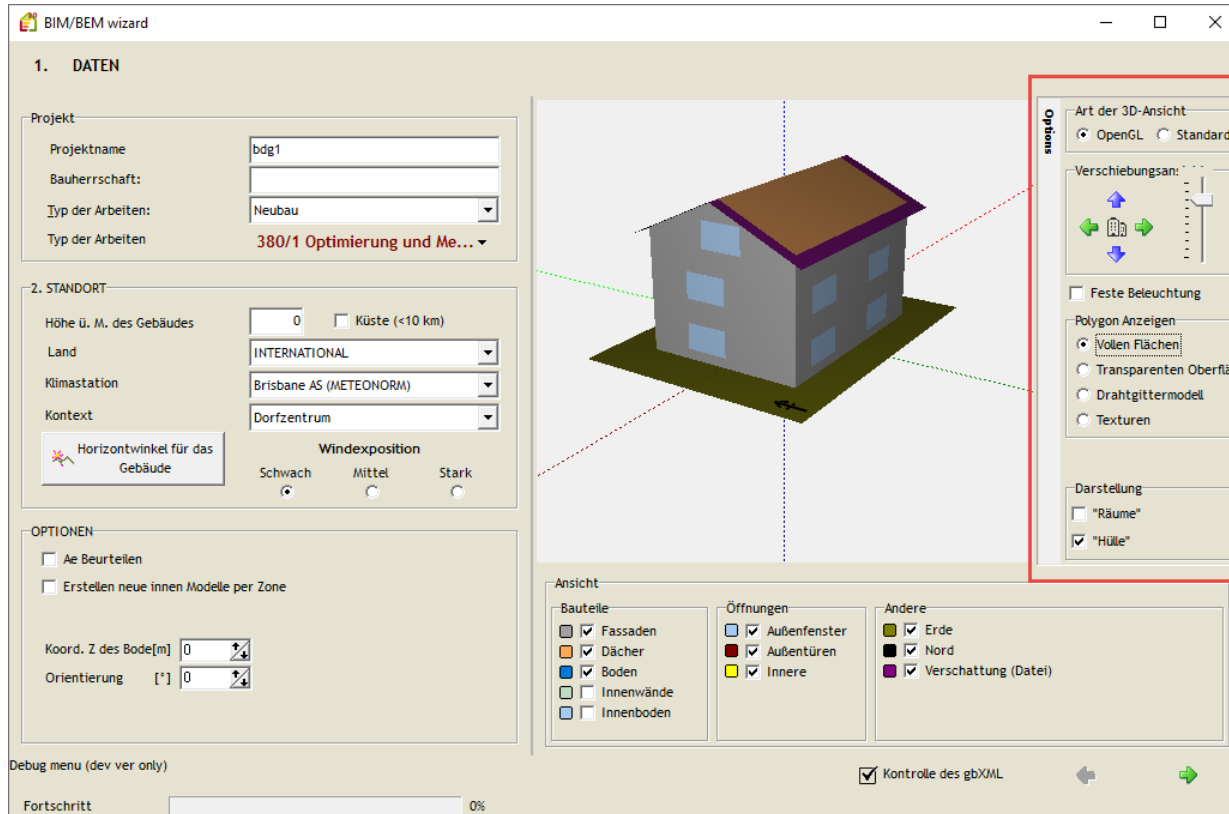 BIM/BEM wizard
1. DATEN
Projekt
Projektname bdg1
Bauherrschaft:
Typ der Arbeiten: Neubau
Typ der Arbeiten 380/1 Optimierung und Me...
2. STANDORT
Höhe ü. M. des Gebäudes 0 Küste (<10 km)
Land INTERNATIONAL
Klimastation Brisbane AS (METEONORM)
Kontext Dorfzentrum
Horizontwinkel für das
Gebäude
Windexposition
Schwach Mittel Stark
OPTIONEN
Ae Beurteilen
Erstellen neue innen Modelle per Zone
Koord. Z des Bode[m] 0
Orientierung [°] 0
Options
Art der 3D-Ansicht
OpenGL Standard
Feste Beleuchtung
Polygon Anzeigen
Vollen Flächen
Transparenten
Drahtgittermodell
Texturen
Darstellung
"Räume"
"Hülle"
Ansicht
Bauteile
Fassaden
Dächer
Boden
Innenwände
Innenboden
Öffnungen
Außenfenster
Außentüren
Innere
Andere
Erde
Nord
Verschattung (Datei)
Debug menu (dev ver only)
Kontrolle des gbXML
Fortschritt 0%